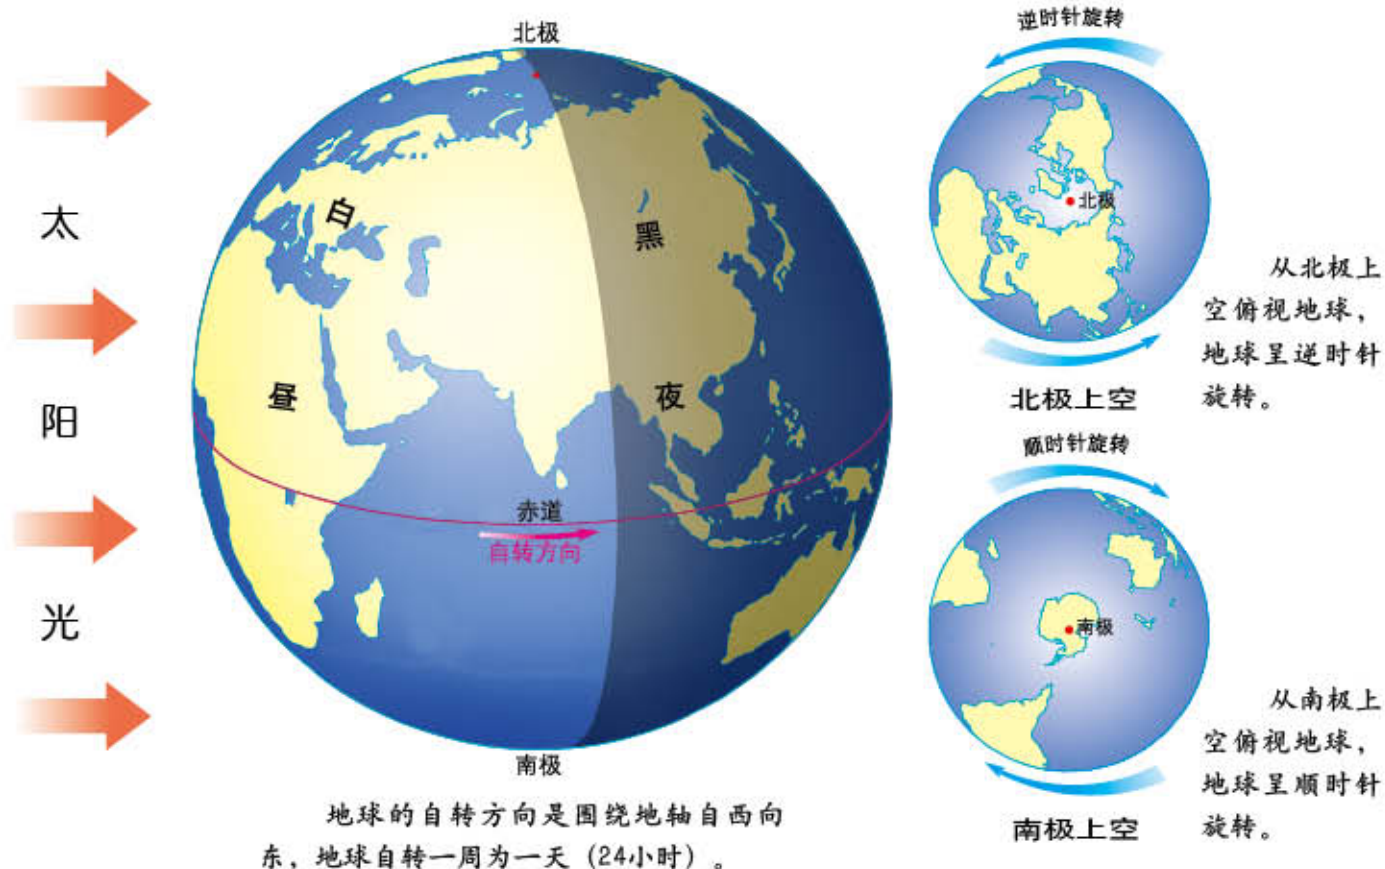 北极
太
阳
光
白
昼
黑
夜
赤道
自转方向
南极
地球的自转方向是围绕地轴自西向
东，地球自转一周为一天（24小时）。
逆时针旋转
北极
北极上空
从北极上
空俯视地球，
地球呈逆时针
旋转。
顺时针旋转
南极
南极上空
从南极上
空俯视地球，
地球呈顺时针
旋转。